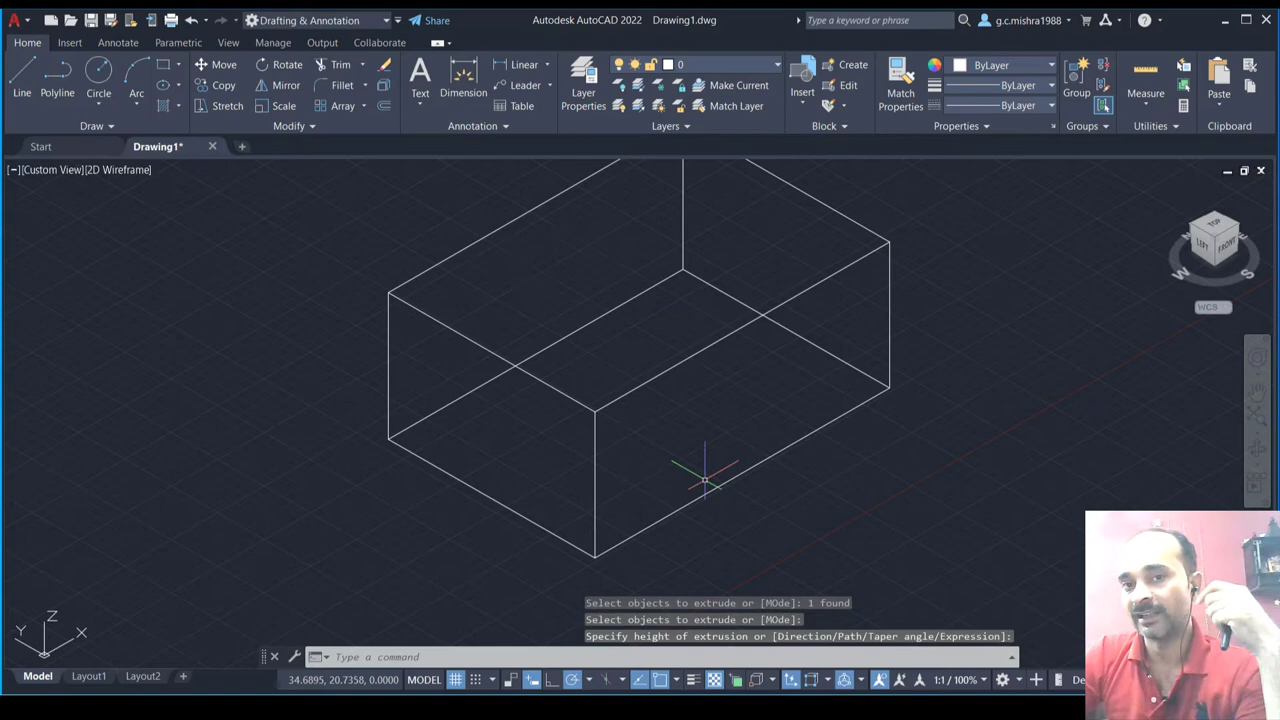 Drafting & Annotation
Share
Autodesk AutoCAD 2022 Drawing1.dwg
Type a keyword or phrase
g.c.mishra1988
Home Insert Annotate Parametric View Manage Output Collaborate
Line Polyline Circle Arc
Draw
Move Rotate Trim
Copy Mirror Fillet
Stretch Scale Array
Modify
Text Dimension
Linear
Leader
Table
Annotation
Layer Properties
0
Make Current
Match Layer
Layers
Insert
Create
Edit
Block
Match Properties
ByLayer
ByLayer
ByLayer
Properties
Group
Groups
Measure
Utilities
Paste
Clipboard
Start Drawing1*
[−][Custom View][2D Wireframe]
TOP
LEFT FRONT
W S
WCS
Z
Y X
Select objects to extrude or [MOde]: 1 found
Select objects to extrude or [MOde]:
Specify height of extrusion or [Direction/Path/Taper angle/Expression]:
Type a command
Model Layout1 Layout2
34.6895, 20.7358, 0.0000 MODEL
1:1 / 100%
De